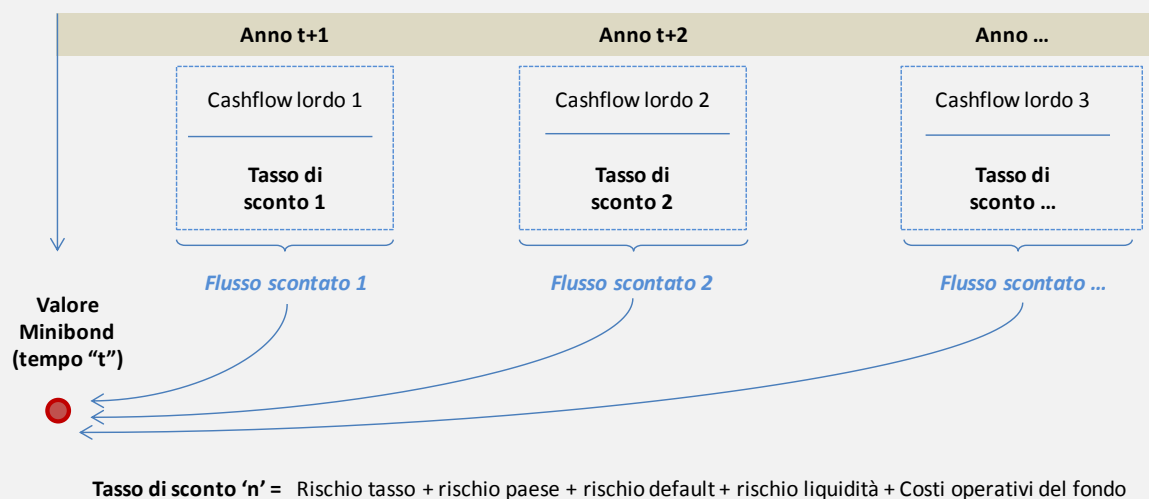 Anno t+1
Anno t+2
Anno ...
Cashflow lordo 1
Cashflow lordo 2
Cashflow lordo 3
Tasso di
sconto 1
Tasso di
sconto 2
Tasso di
sconto ...
Flusso scontato 1
Flusso scontato 2
Flusso scontato ...
Valore
Minibond
(tempo “t”)
Tasso di sconto ‘n’ = Rischio tasso + rischio paese + rischio default + rischio liquidità + Costi operativi del fondo